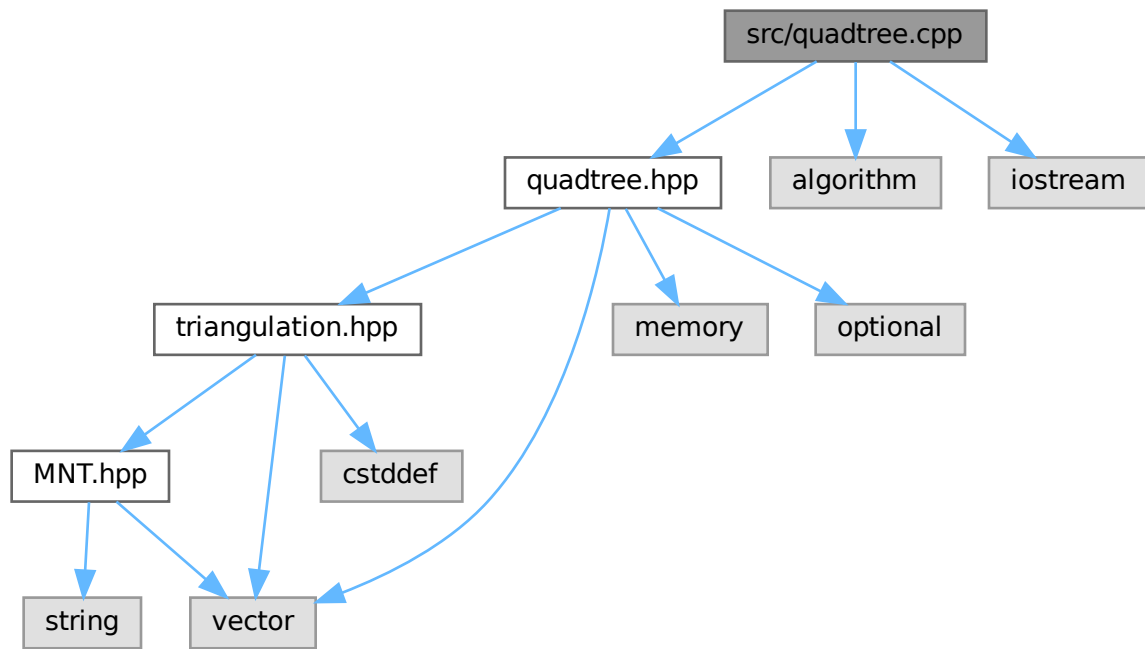 src/quadtree.cpp
quadtree.hpp
algorithm
iostream
triangulation.hpp
memory
optional
MNT.hpp
cstddef
string
vector